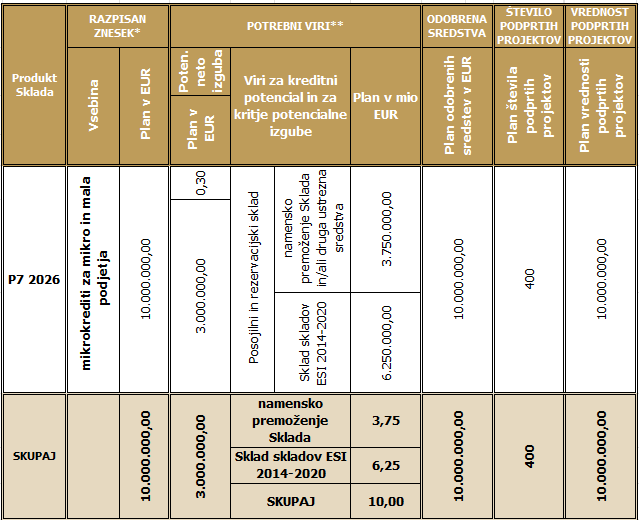 Produkt
Sklada
RAZPISAN
ZNESEK*
POTREBNI VIRI**
ODOBRENA
SREDSTVA
ŠTEVILO
PODPRTIH
PROJEKTOV
VREDNOST
PODPRTIH
PROJEKTOV
Vsebina
Plan v EUR
Poten.
neto
izguba
Plan v
EUR
Viri za kreditni
potencial in za
kritje potencialne
izgube
Plan v mio
EUR
Plan odobrenih
sredstev v EUR
Plan števila
podprtih
projektov
Plan vrednosti
podprtih
projektov
P7 2026
mikrokrediti za mikro in mala
podjetja
10.000.000,00
0,30
3.000.000,00
Posojilni in rezervacijski sklad
namensko
premoženje Sklada
in/ali druga ustrezna
sredstva
3.750.000,00
Sklad skladov
ESI 2014-2020
6.250.000,00
10.000.000,00
400
10.000.000,00
SKUPAJ
10.000.000,00
3.000.000,00
namensko
premoženje
Sklada
3,75
Sklad skladov ESI
2014-2020
6,25
SKUPAJ
10,00
10.000.000,00
400
10.000.000,00